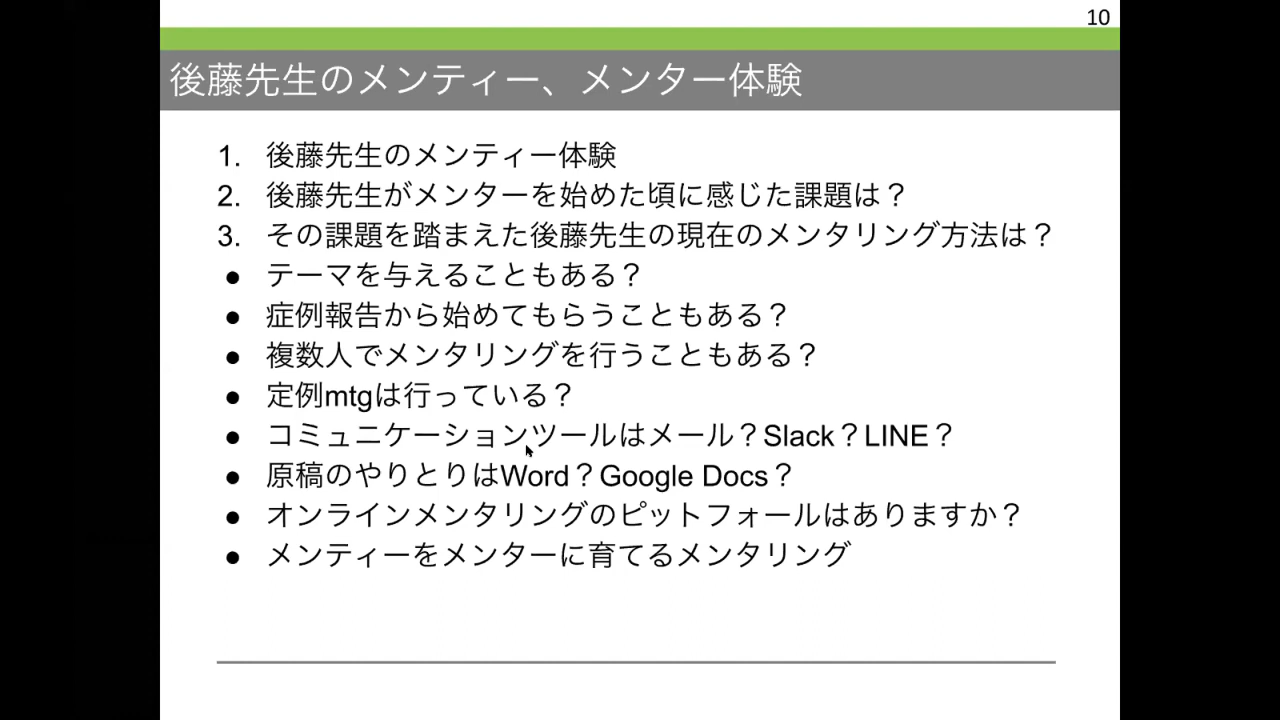 10
後藤先生のメンティー、メンター体験
1. 後藤先生のメンティー体験
2. 後藤先生がメンターを始めた頃に感じた課題は？
3. その課題を踏まえた後藤先生の現在のメンタリング方法は？
● テーマを与えることもある？
● 症例報告から始めてもらうこともある？
● 複数人でメンタリングを行うこともある？
● 定例mtgは行っている？
● コミュニケーションツールはメール？Slack？LINE？
● 原稿のやりとりはWord？Google Docs？
● オンラインメンタリングのピットフォールはありますか？
● メンティーをメンターに育てるメンタリング